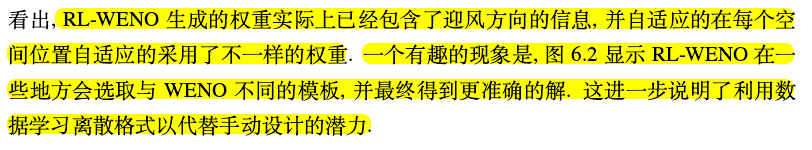 看出, RL-WENO 生成的权重实际上已经包含了迎风方向的信息, 并自适应的在每个空
间位置自适应的采用了不一样的权重. 一个有趣的现象是, 图 6.2 显示 RL-WENO 在一
些地方会选取与 WENO 不同的模板, 并最终得到更准确的解. 这进一步说明了利用数
据学习离散格式以代替手动设计的潜力.